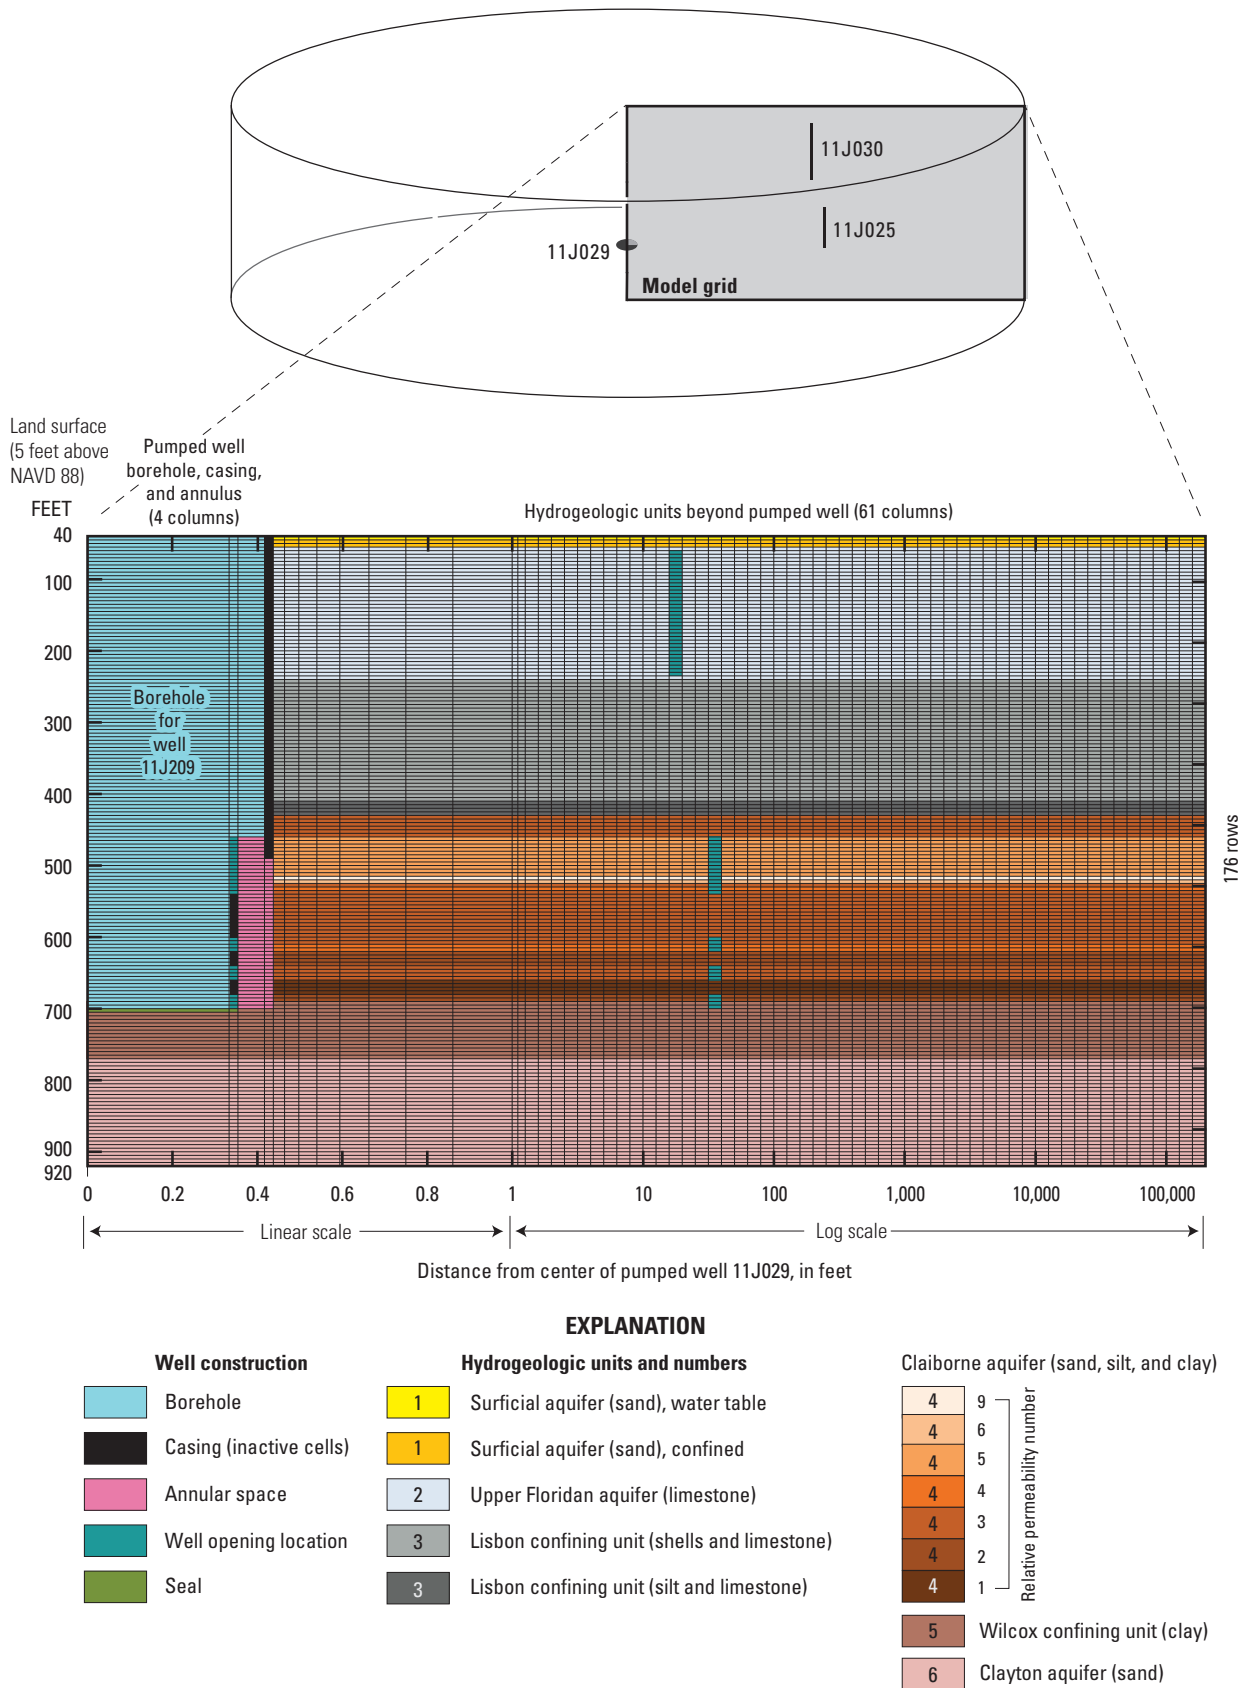 11J030
11J025
11J029
Model grid
Land surface
(5 feet above
NAVD 88)
FEET
Pumped well
borehole, casing,
and annulus
(4 columns)
Hydrogeologic units beyond pumped well (61 columns)
40
100
200
300
400
500
600
700
800
900
920
Borehole
for
well
11J209
176 rows
0 0.2 0.4 0.6 0.8 1 10 100 1,000 10,000 100,000
Linear scale Log scale
Distance from center of pumped well 11J029, in feet
EXPLANATION
Well construction
Borehole
Casing (inactive cells)
Annular space
Well opening location
Seal
Hydrogeologic units and numbers
1 Surficial aquifer (sand), water table
1 Surficial aquifer (sand), confined
2 Upper Floridan aquifer (limestone)
3 Lisbon confining unit (shells and limestone)
3 Lisbon confining unit (silt and limestone)
Claiborne aquifer (sand, silt, and clay)
4 9
4 6
4 5
4 4
4 3
4 2
4 1
Relative permeability number
5 Wilcox confining unit (clay)
6 Clayton aquifer (sand)